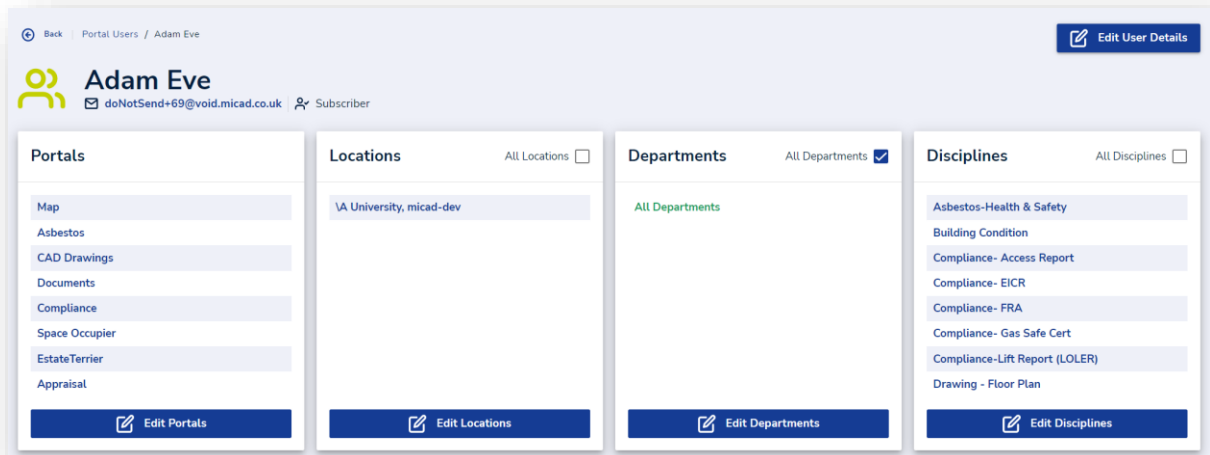 Back | Portal Users / Adam Eve
Edit User Details
Adam Eve
doNotSend+69@void.micad.co.uk Subscriber
Portals
Map
Asbestos
CAD Drawings
Documents
Compliance
Space Occupier
EstateTerrier
Appraisal
Edit Portals
Locations All Locations
\A University, micad-dev
Edit Locations
Departments All Departments
All Departments
Edit Departments
Disciplines All Disciplines
Asbestos-Health & Safety
Building Condition
Compliance- Access Report
Compliance- EICR
Compliance- FRA
Compliance- Gas Safe Cert
Compliance-Lift Report (LOLER)
Drawing - Floor Plan
Edit Disciplines